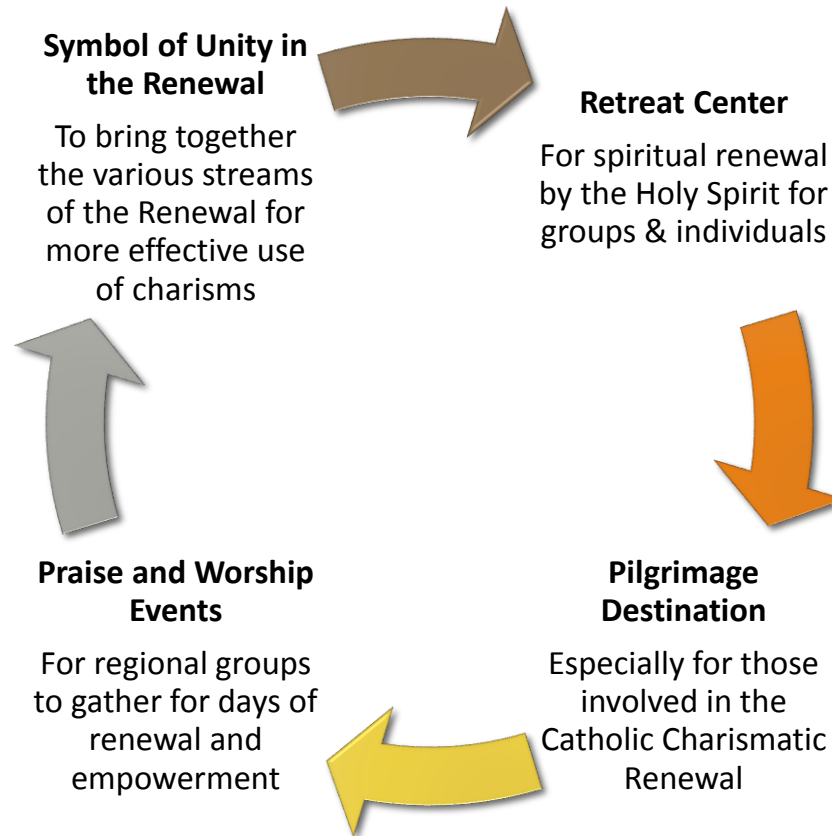 Symbol of Unity in
the Renewal
To bring together
the various streams
of the Renewal for
more effective use
of charisms
Retreat Center
For spiritual renewal
by the Holy Spirit for
groups & individuals
Pilgrimage
Destination
Especially for those
involved in the
Catholic Charismatic
Renewal
Praise and Worship
Events
For regional groups
to gather for days of
renewal and
empowerment